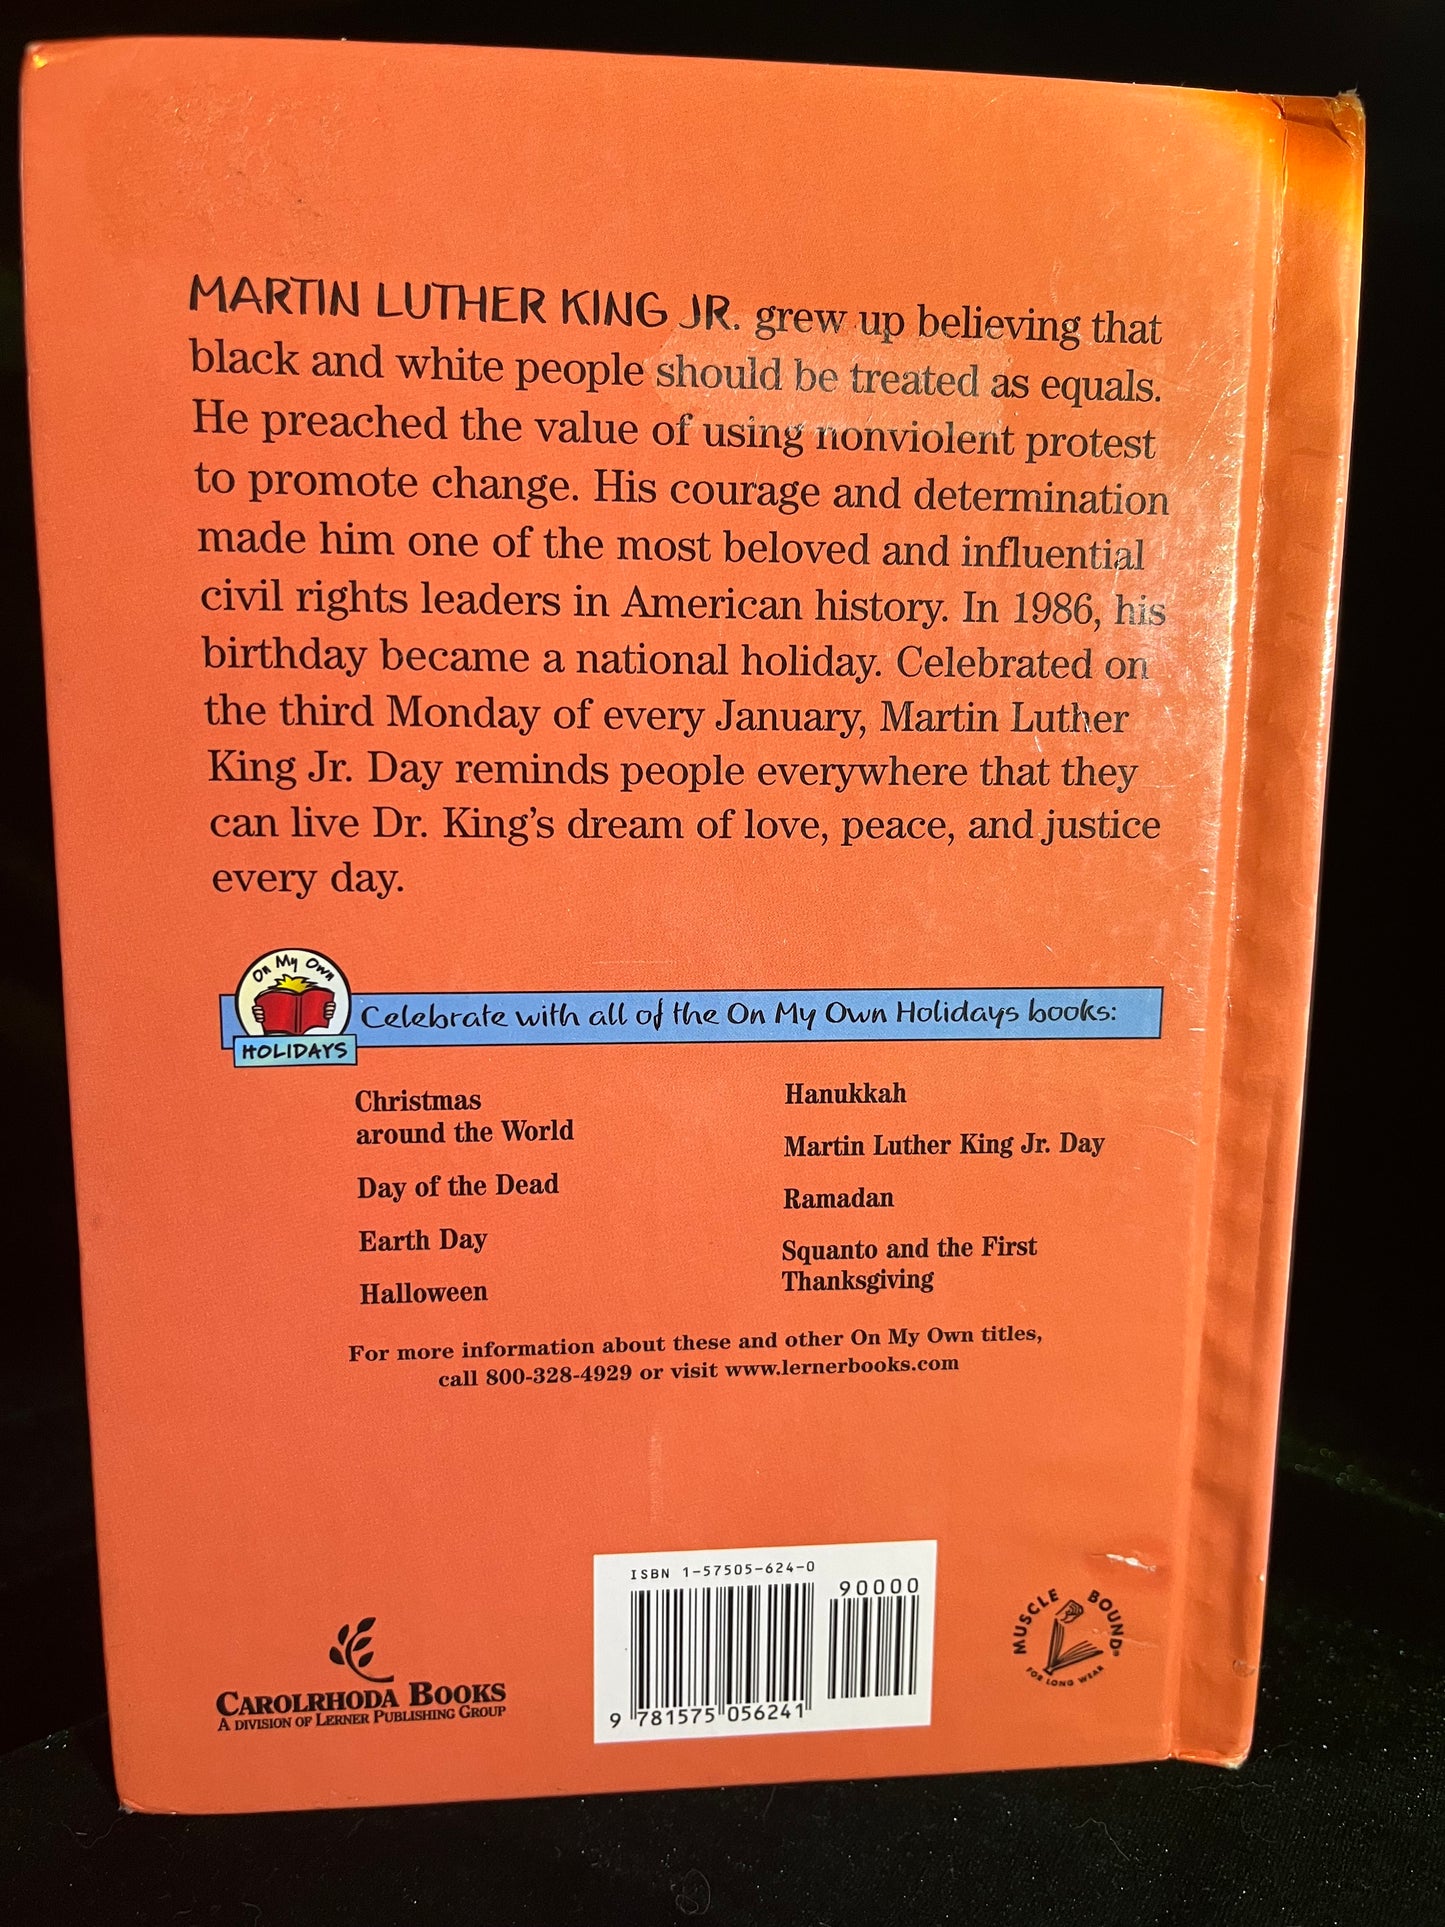 MARTIN LUTHER KING JR. grew up believing that
black and white people should be treated as equals.
He preached the value of using nonviolent protest
to promote change. His courage and determination
made him one of the most beloved and influential
civil rights leaders in American history. In 1986, his
birthday became a national holiday. Celebrated on
the third Monday of every January, Martin Luther
King Jr. Day reminds people everywhere that they
can live Dr. King's dream of love, peace, and justice
every day.
On My Own
HOLIDAYS
Celebrate with all of the On My Own Holidays books:
Christmas
around the World
Day of the Dead
Earth Day
Halloween
Hanukkah
Martin Luther King Jr. Day
Ramadan
Squanto and the First
Thanksgiving
For more information about these and other On My Own titles,
call 800-328-4929 or visit www.lernerbooks.com
CAROLRHODA BOOKS
A DIVISION OF LERNER PUBLISHING GROUP
ISBN 1-57505-624-0
90000
9 781575 056241
MUSCLE BOUND®
FOR LONG WEAR